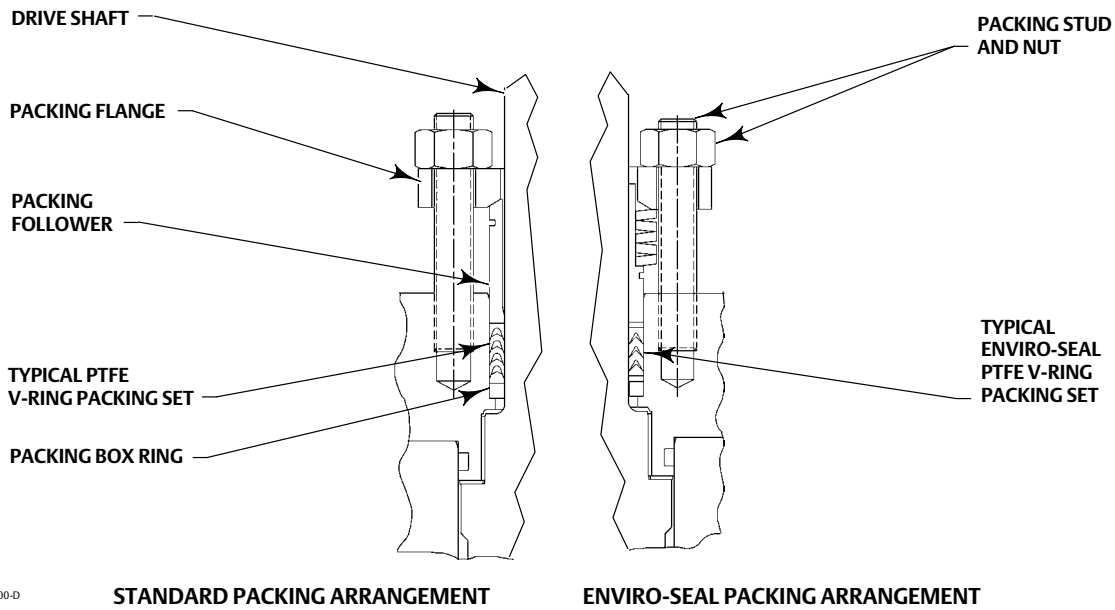 DRIVE SHAFT
PACKING FLANGE
PACKING
FOLLOWER
TYPICAL PTFE
V-RING PACKING SET
PACKING BOX RING
PACKING STUD
AND NUT
TYPICAL
ENVIRO-SEAL
PTFE V-RING
PACKING SET
00-D
STANDARD PACKING ARRANGEMENT
ENVIRO-SEAL PACKING ARRANGEMENT